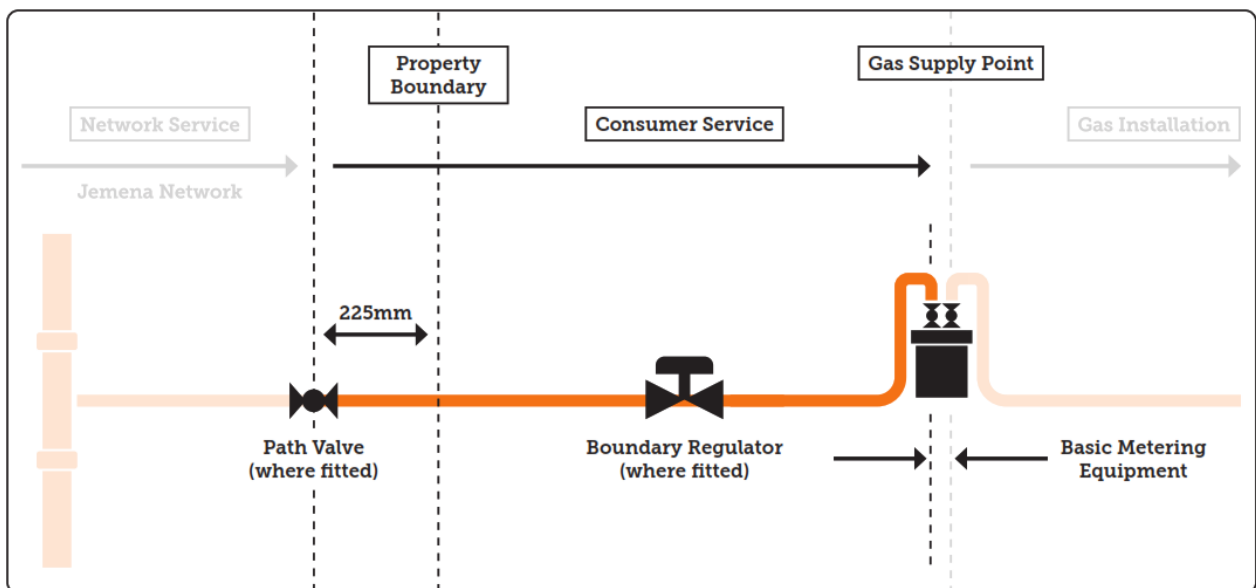 Property
Boundary
Gas Supply Point
Network Service
Consumer Service
Gas Installation
Jemena Network
225mm
Path Valve
(where fitted)
Boundary Regulator
(where fitted)
Basic Metering
Equipment